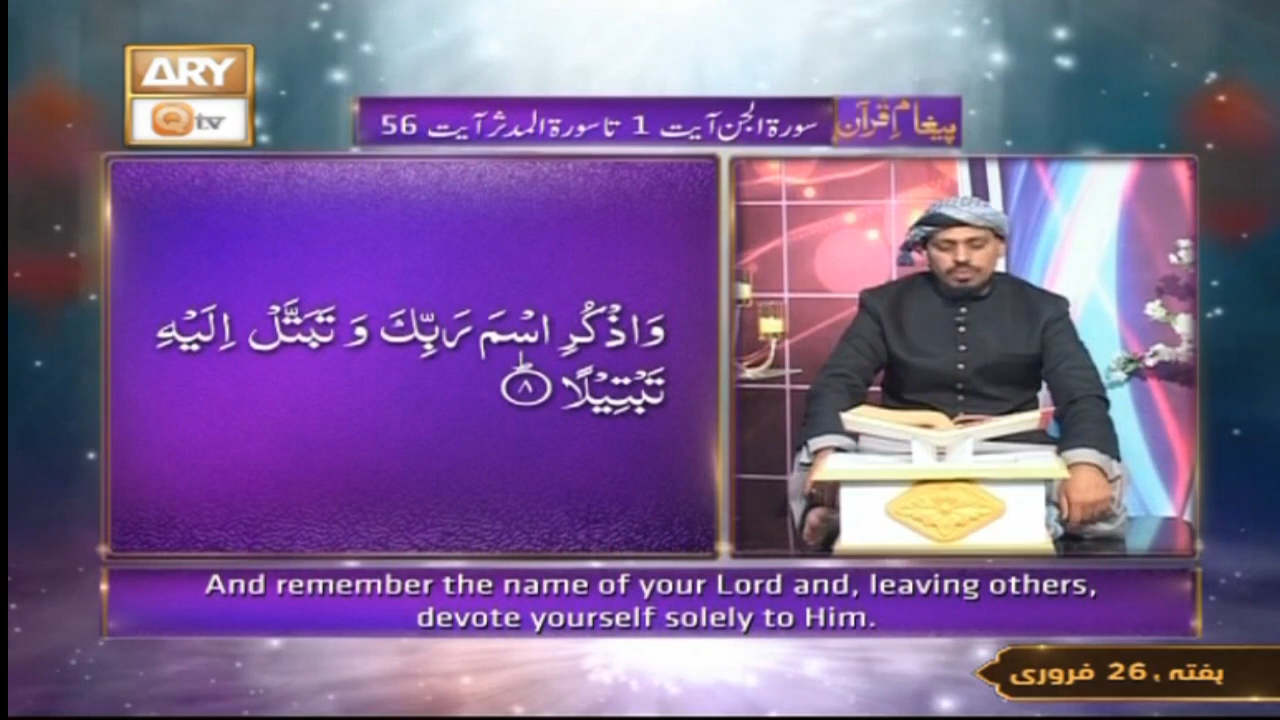 ARY
Qtv
پیغامِ قرآن
سورۃ الجن آیت 1 تا سورۃ المدثر آیت 56
وَاذْكُرِ اسْمَ رَبِّكَ وَ تَبَتَّلْ اِلَیْهِ
تَبْتِیْلًاؕ۝۸
And remember the name of your Lord and, leaving others,
devote yourself solely to Him.
ہفتہ , 26 فروری